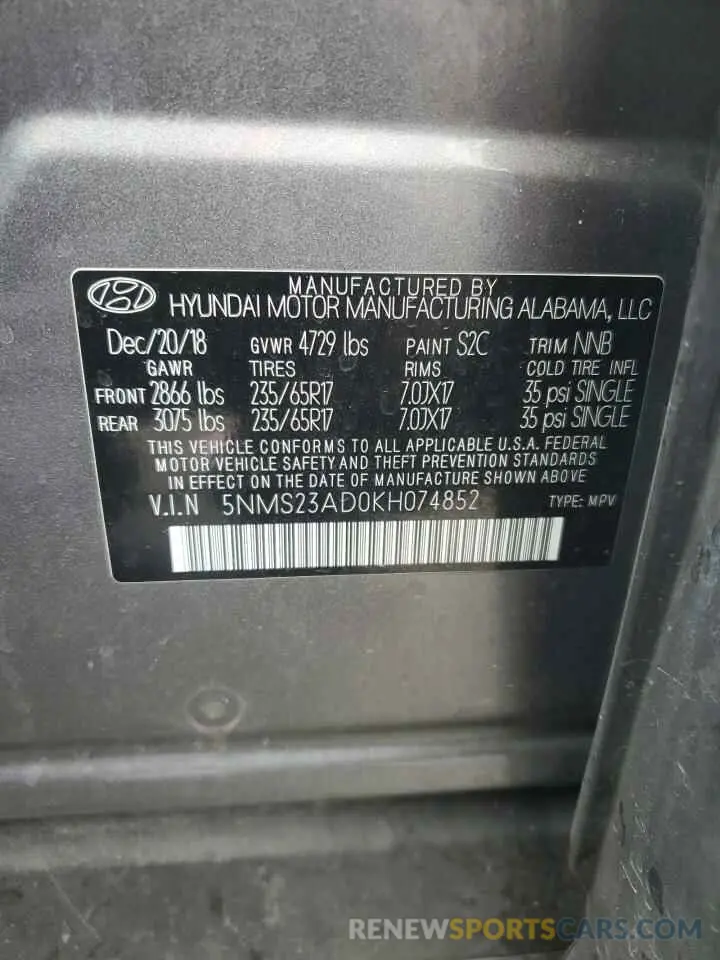 MANUFACTURED BY
HYUNDAI MOTOR MANUFACTURING ALABAMA, LLC
Dec/20/18 GVWR 4729 lbs PAINT S2C TRIM NNB
GAWR TIRES RIMS COLD TIRE INFL
FRONT 2866 lbs 235/65R17 7.0JX17 35 psi SINGLE
REAR 3075 lbs 235/65R17 7.0JX17 35 psi SINGLE
THIS VEHICLE CONFORMS TO ALL APPLICABLE U.S.A. FEDERAL
MOTOR VEHICLE SAFETY AND THEFT PREVENTION STANDARDS
IN EFFECT ON THE DATE OF MANUFACTURE SHOWN ABOVE
V.I.N 5NMS23AD0KH074852 TYPE: MPV
RENEWSPORTSCARS.COM